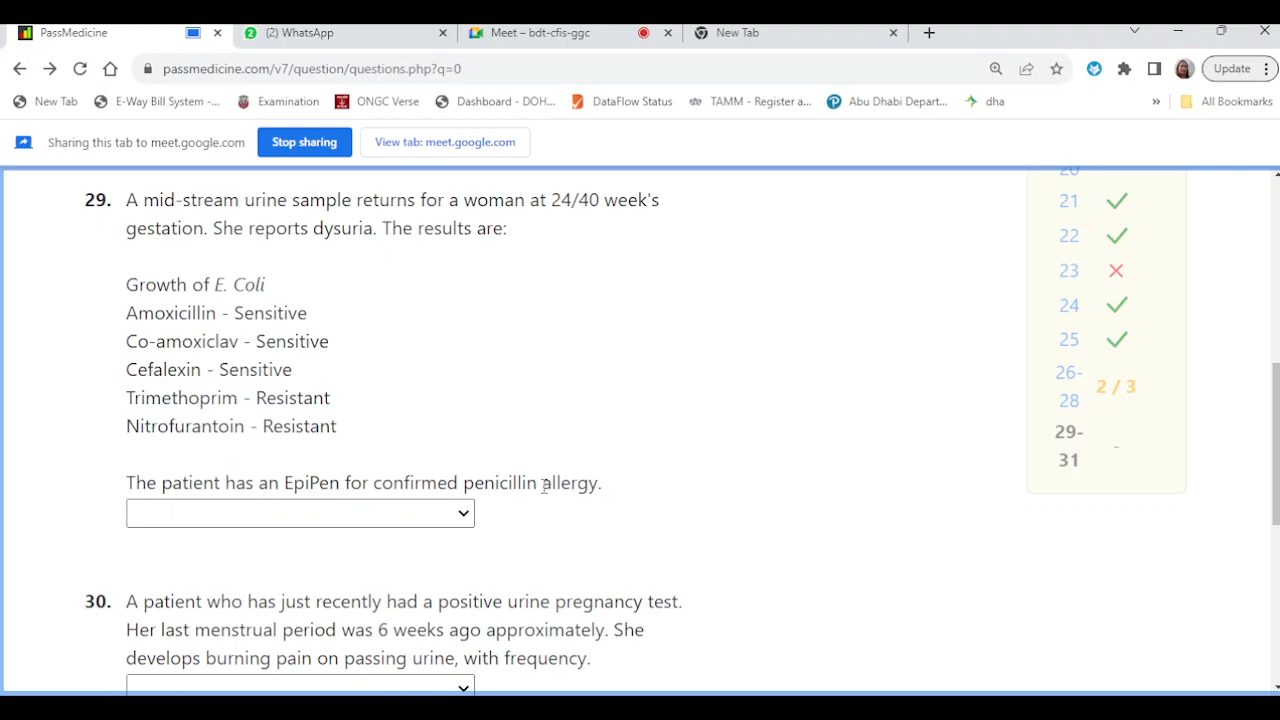 PassMedicine
(2) WhatsApp
Meet – bdt-cfis-ggc
New Tab
passmedicine.com/v7/question/questions.php?q=0
Update
New Tab
E-Way Bill System -...
Examination
ONGC Verse
Dashboard - DOH...
DataFlow Status
TAMM - Register a...
Abu Dhabi Depart...
dha
»
All Bookmarks
Sharing this tab to meet.google.com
Stop sharing
View tab: meet.google.com
29. A mid-stream urine sample returns for a woman at 24/40 week's
gestation. She reports dysuria. The results are:
Growth of E. Coli
Amoxicillin - Sensitive
Co-amoxiclav - Sensitive
Cefalexin - Sensitive
Trimethoprim - Resistant
Nitrofurantoin - Resistant
The patient has an EpiPen for confirmed penicillin allergy.
30. A patient who has just recently had a positive urine pregnancy test.
Her last menstrual period was 6 weeks ago approximately. She
develops burning pain on passing urine, with frequency.
20
21
22
23
24
25
26-
28
2 / 3
29-
31
-